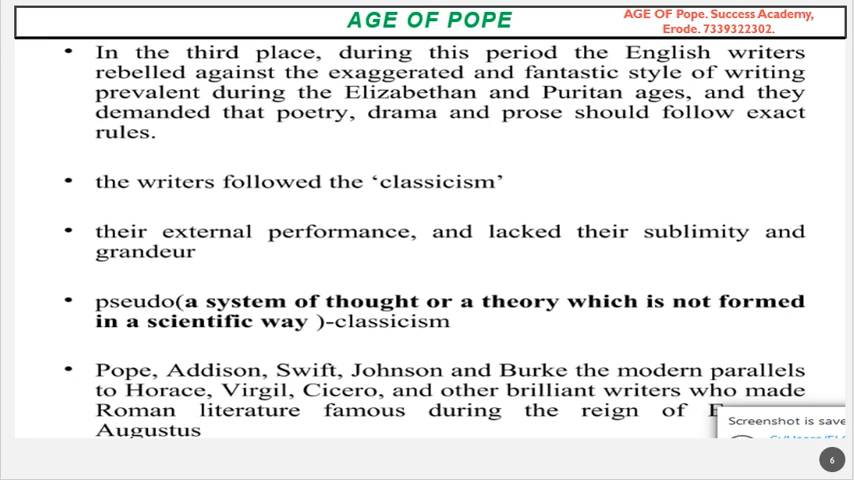 AGE OF POPE
AGE OF Pope. Success Academy,
Erode. 7339322302.
• In the third place, during this period the English writers
rebelled against the exaggerated and fantastic style of writing
prevalent during the Elizabethan and Puritan ages, and they
demanded that poetry, drama and prose should follow exact
rules.
• the writers followed the ‘classicism’
• their external performance, and lacked their sublimity and
grandeur
• pseudo(a system of thought or a theory which is not formed
in a scientific way )-classicism
• Pope, Addison, Swift, Johnson and Burke the modern parallels
to Horace, Virgil, Cicero, and other brilliant writers who made
Roman literature famous during the reign of
Augustus
Screenshot is save
6